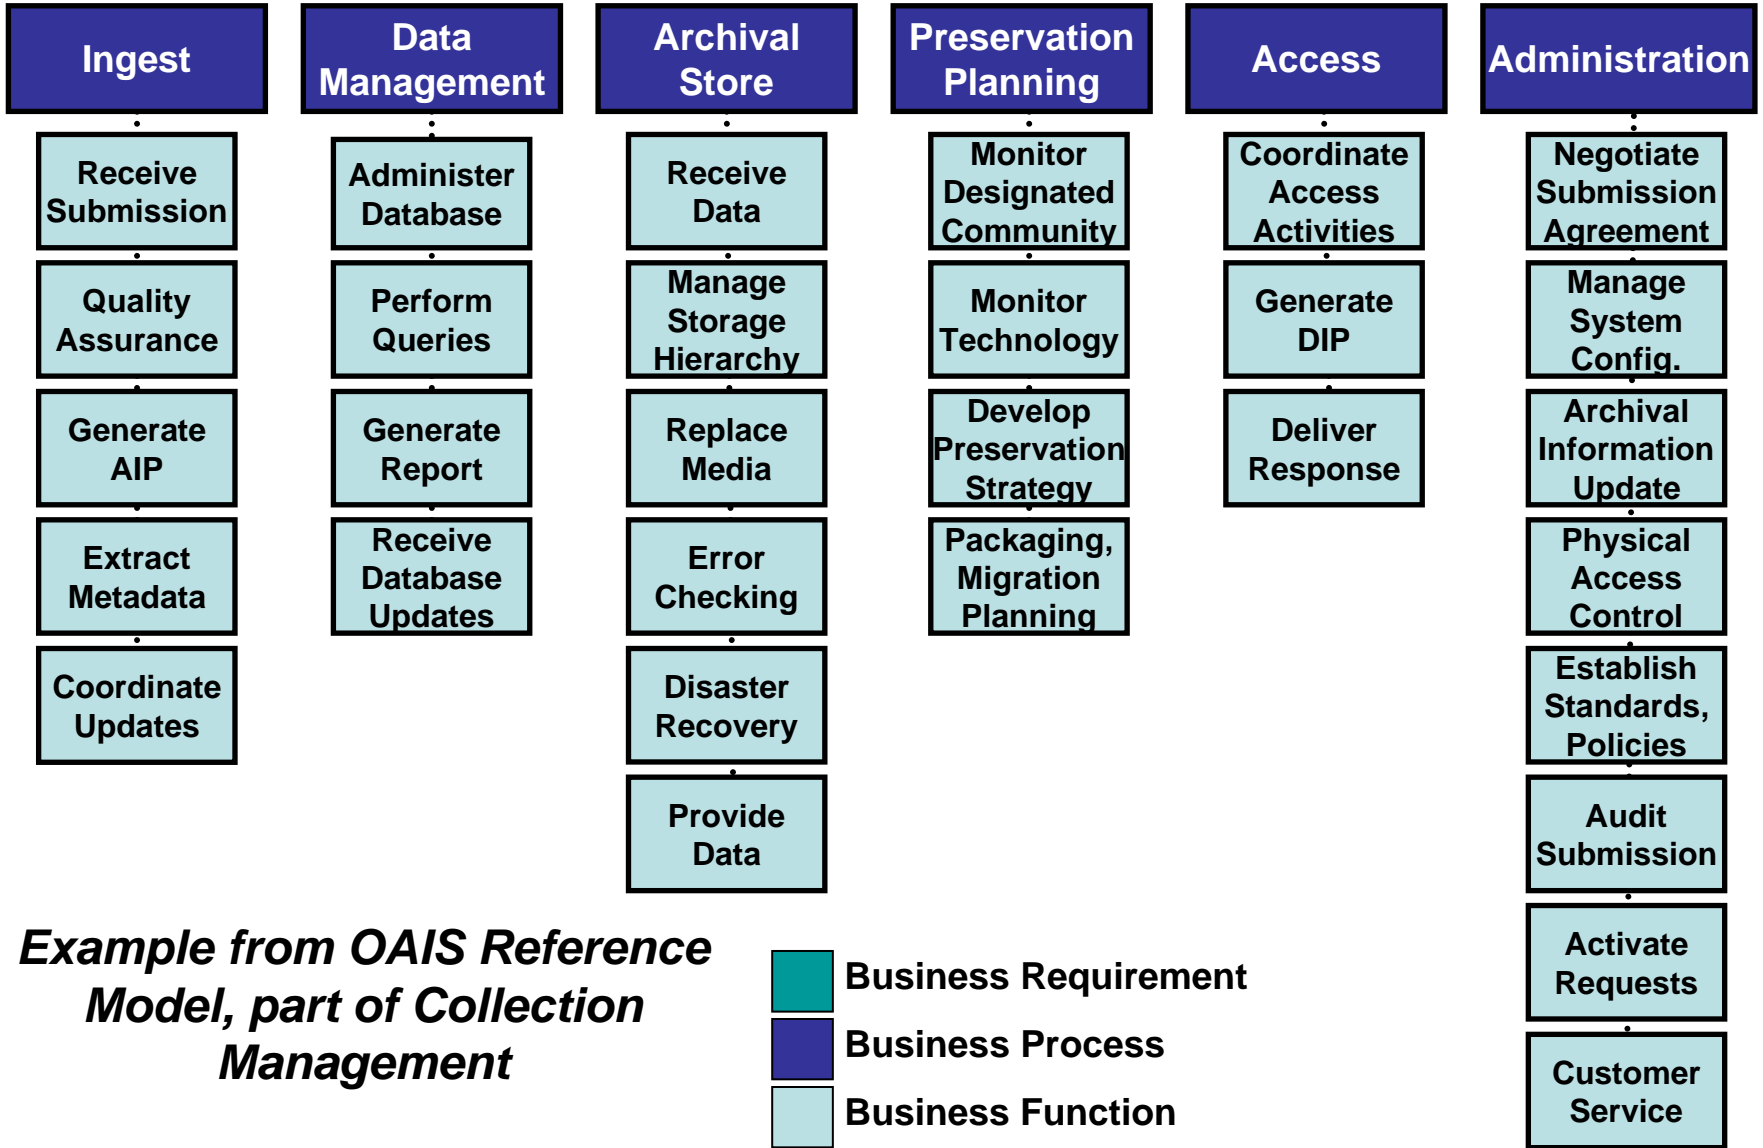 Ingest
Receive
Submission
Quality
Assurance
Generate
AIP
Extract
Metadata
Coordinate
Updates
Data
Management
Administer
Database
Perform
Queries
Generate
Report
Receive
Database
Updates
Archival
Store
Receive
Data
Manage
Storage
Hierarchy
Replace
Media
Error
Checking
Disaster
Recovery
Provide
Data
Preservation
Planning
Monitor
Designated
Community
Monitor
Technology
Develop
Preservation
Strategy
Packaging,
Migration
Planning
Access
Coordinate
Access
Activities
Generate
DIP
Deliver
Response
Administration
Negotiate
Submission
Agreement
Manage
System
Config.
Archival
Information
Update
Physical
Access
Control
Establish
Standards,
Policies
Audit
Submission
Activate
Requests
Customer
Service
Example from OAIS Reference
Model, part of Collection
Management
Business Requirement
Business Process
Business Function